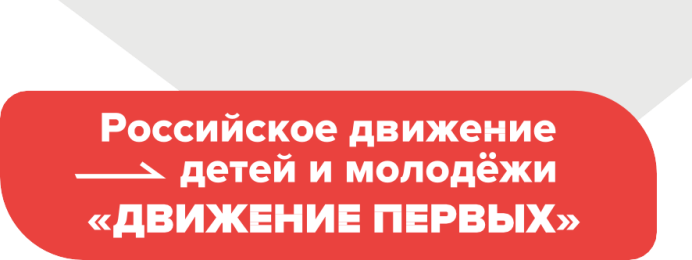 Российское движение
детей и молодёжи
«ДВИЖЕНИЕ ПЕРВЫХ»